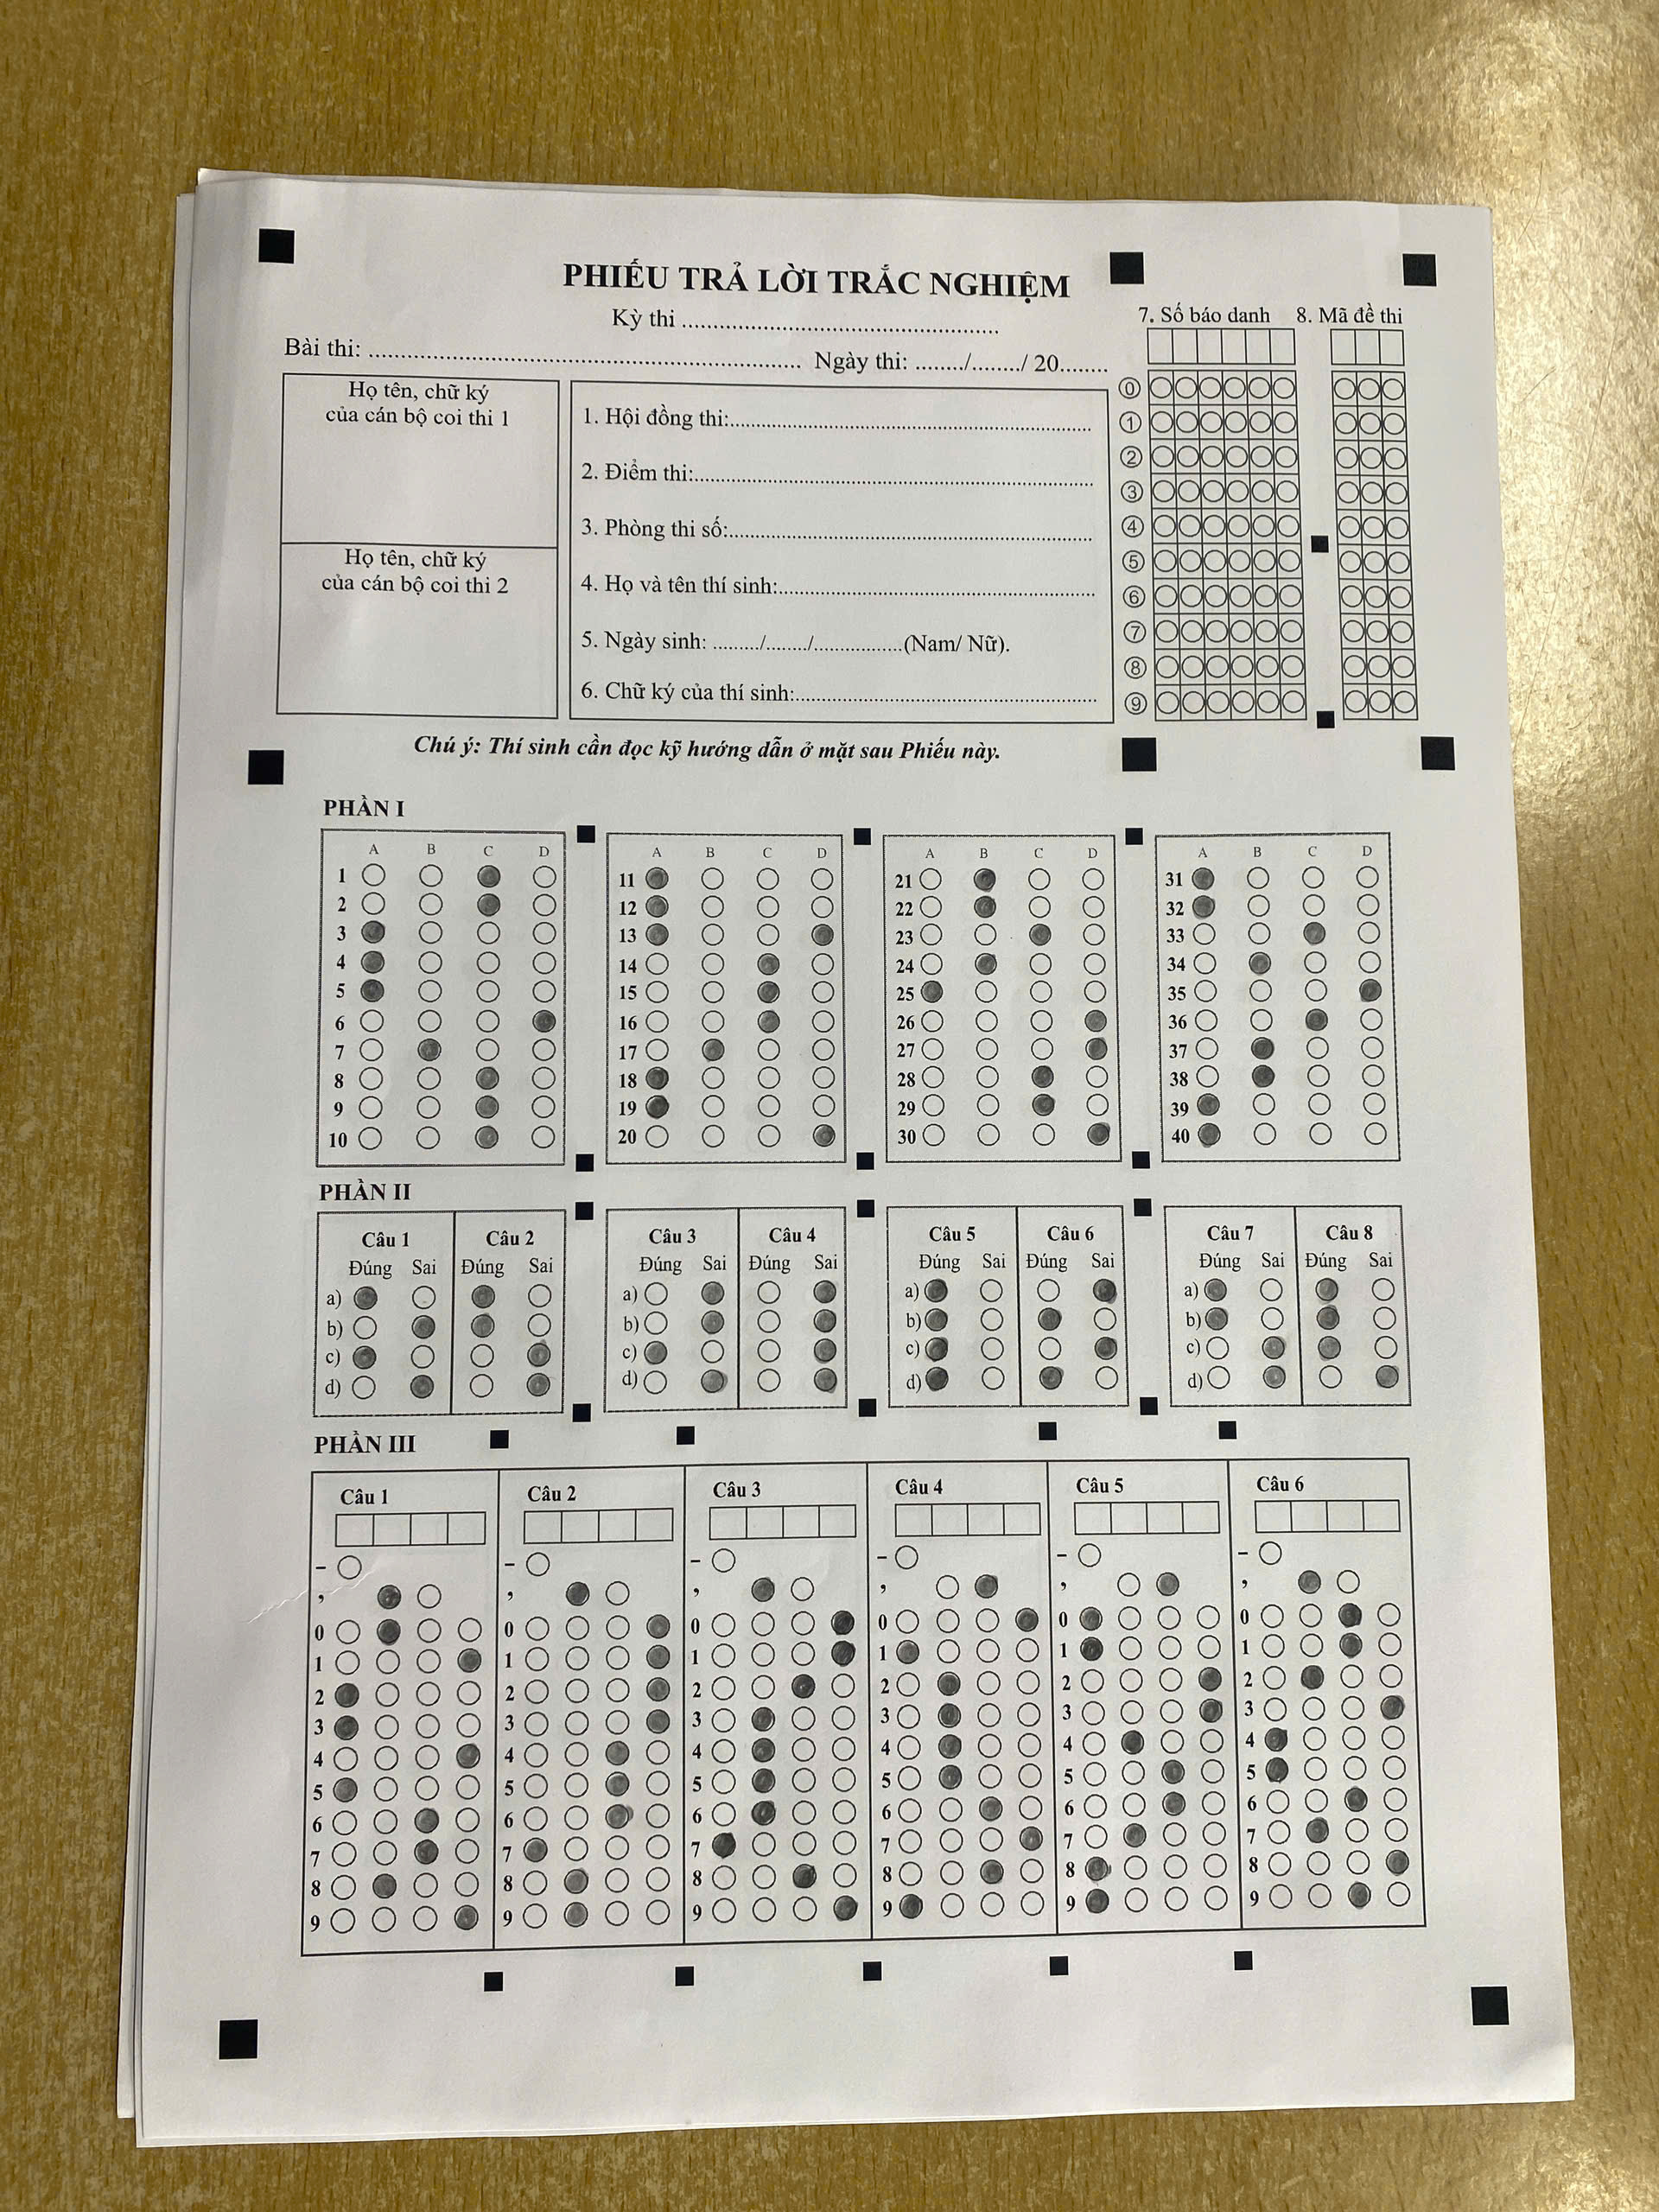 PHIẾU TRẢ LỜI TRẮC NGHIỆM
Kỳ thi ..................................................
Bài thi: ..................................................................... Ngày thi: ......../......../ 20........
7. Số báo danh 8. Mã đề thi
Họ tên, chữ ký
của cán bộ coi thi 1
Họ tên, chữ ký
của cán bộ coi thi 2
1. Hội đồng thi:..........................................................
2. Điểm thi:................................................................
3. Phòng thi số:..........................................................
4. Họ và tên thí sinh:...................................................
5. Ngày sinh: ......../......./...............(Nam/ Nữ).
6. Chữ ký của thí sinh:................................................
0
1
2
3
4
5
6
7
8
9
Chú ý: Thí sinh cần đọc kỹ hướng dẫn ở mặt sau Phiếu này.
PHẦN I
A B C D
1
2
3
4
5
6
7
8
9
10
A B C D
11
12
13
14
15
16
17
18
19
20
A B C D
21
22
23
24
25
26
27
28
29
30
A B C D
31
32
33
34
35
36
37
38
39
40
PHẦN II
Câu 1 Câu 2
Đúng Sai Đúng Sai
a)
b)
c)
d)
Câu 3 Câu 4
Đúng Sai Đúng Sai
a)
b)
c)
d)
Câu 5 Câu 6
Đúng Sai Đúng Sai
a)
b)
c)
d)
Câu 7 Câu 8
Đúng Sai Đúng Sai
a)
b)
c)
d)
PHẦN III
Câu 1
-
,
0
1
2
3
4
5
6
7
8
9
Câu 2
-
,
0
1
2
3
4
5
6
7
8
9
Câu 3
-
,
0
1
2
3
4
5
6
7
8
9
Câu 4
-
,
0
1
2
3
4
5
6
7
8
9
Câu 5
-
,
0
1
2
3
4
5
6
7
8
9
Câu 6
-
,
0
1
2
3
4
5
6
7
8
9